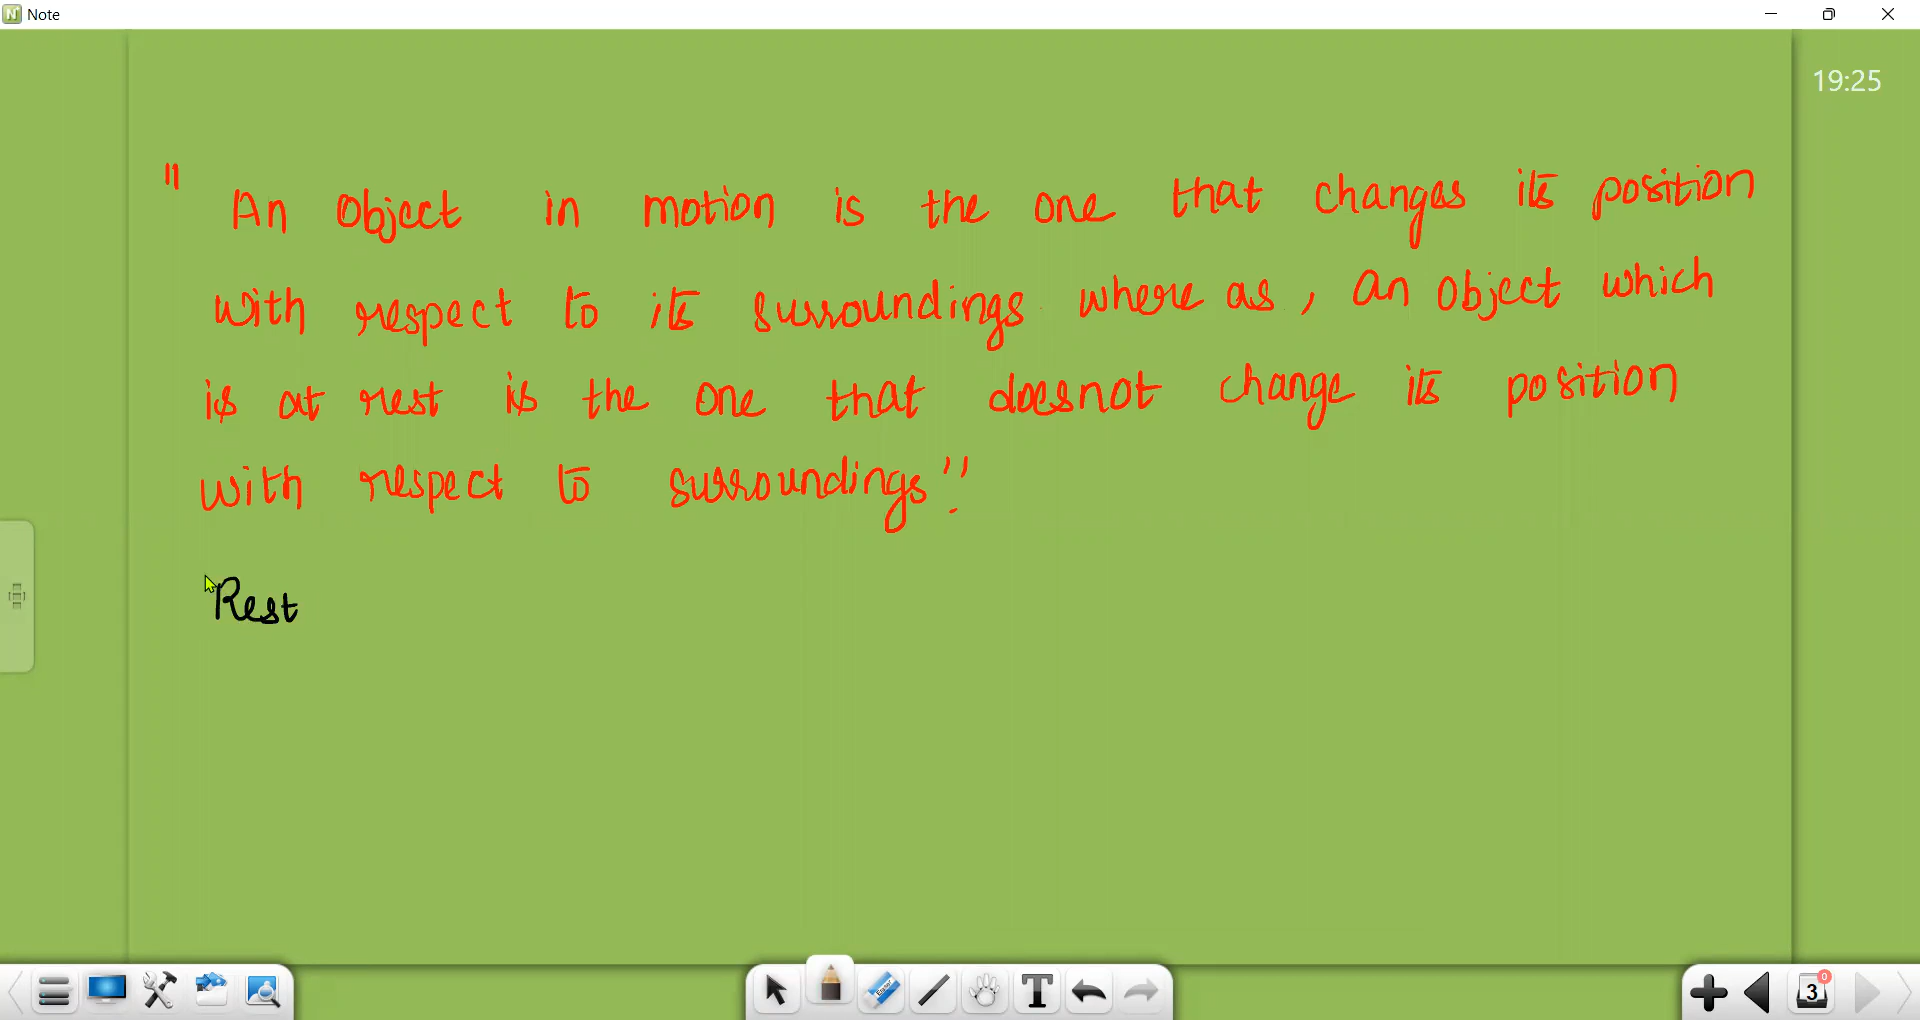 Note
19:25
" An object in motion is the one that changes its position
with respect to its surroundings where as, an object which
is at rest is the one that doesnot change its position
with respect to surroundings".
Rest
Eraser
T
3
0